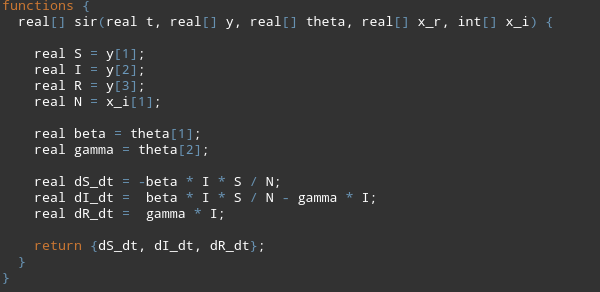 functions {
  real[] sir(real t, real[] y, real[] theta, real[] x_r, int[] x_i) {

    real S = y[1];
    real I = y[2];
    real R = y[3];
    real N = x_i[1];

    real beta = theta[1];
    real gamma = theta[2];

    real dS_dt = -beta * I * S / N;
    real dI_dt =  beta * I * S / N - gamma * I;
    real dR_dt =  gamma * I;

    return {dS_dt, dI_dt, dR_dt};
  }
}